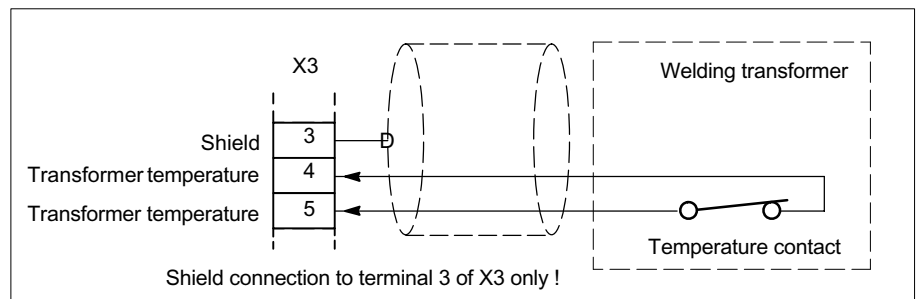 X3
Welding transformer
Shield 3
Transformer temperature 4
Transformer temperature 5
Temperature contact
Shield connection to terminal 3 of X3 only !